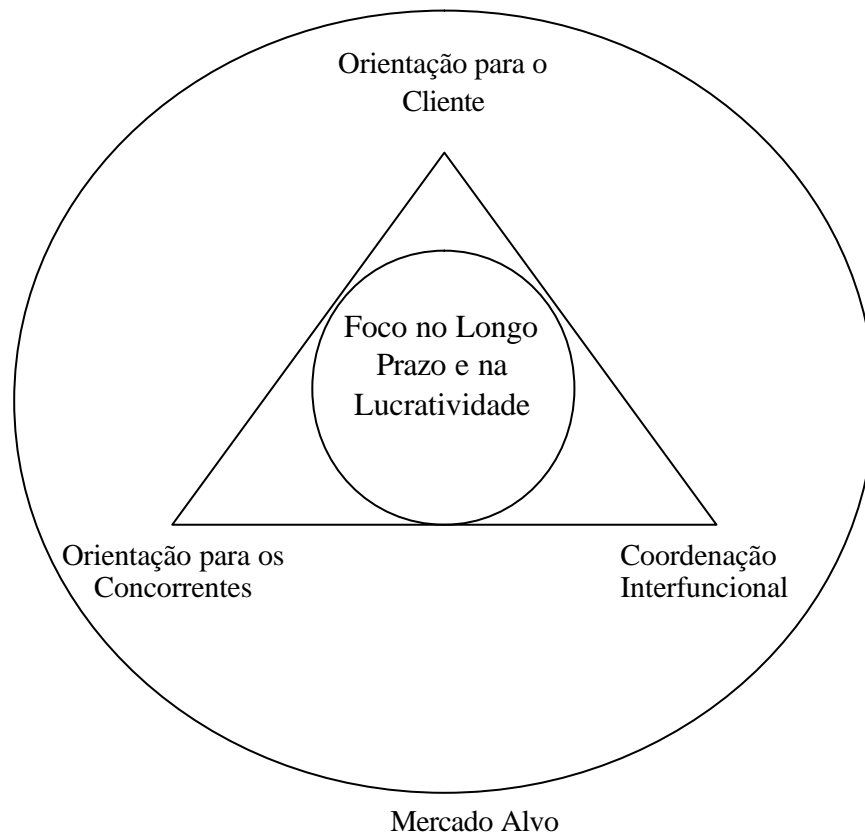 Orientação para o
Cliente
Foco no Longo
Prazo e na
Lucratividade
Orientação para os
Concorrentes
Coordenação
Interfuncional
Mercado Alvo